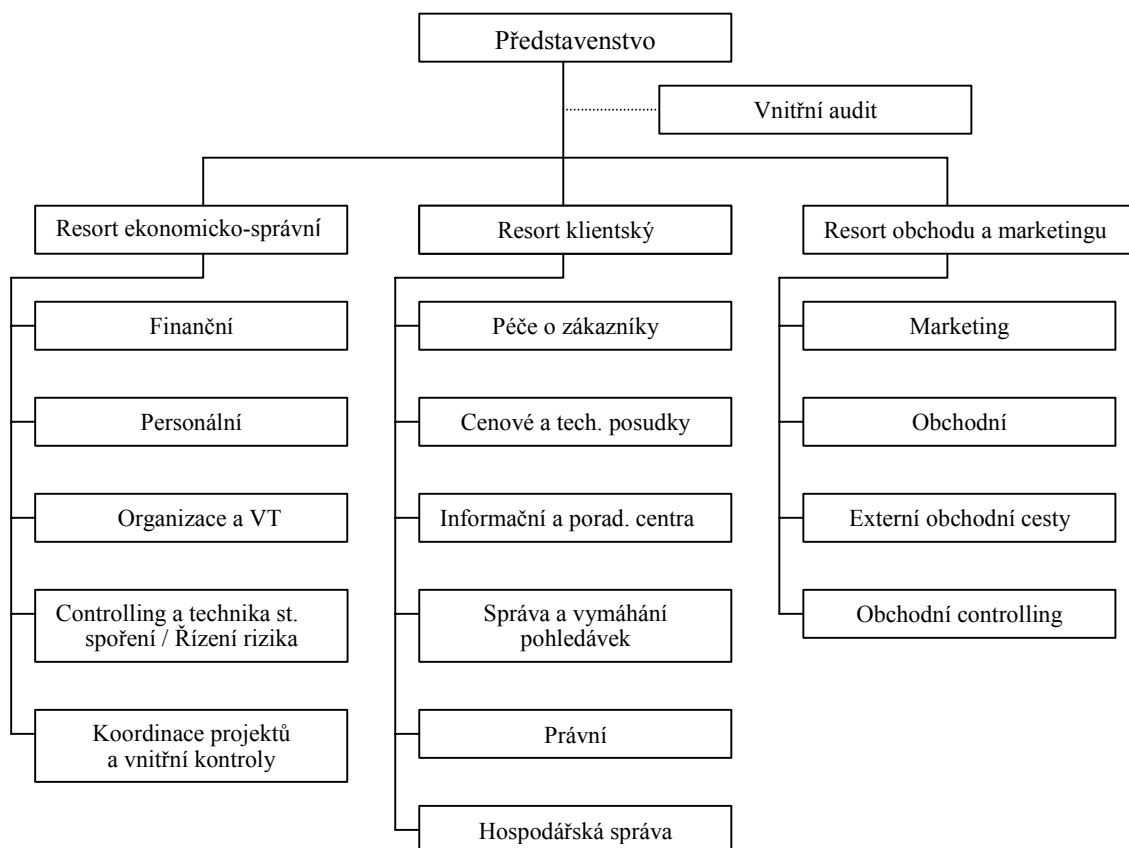 Představenstvo
Vnitřní audit
Resort ekonomicko-správní
Resort klientský
Resort obchodu a marketingu
Finanční
Personální
Organizace a VT
Controlling a technika st.
spoření / Řízení rizika
Koordinace projektů
a vnitřní kontroly
Péče o zákazníky
Cenové a tech. posudky
Informační a porad. centra
Správa a vymáhání
pohledávek
Právní
Hospodářská správa
Marketing
Obchodní
Externí obchodní cesty
Obchodní controlling